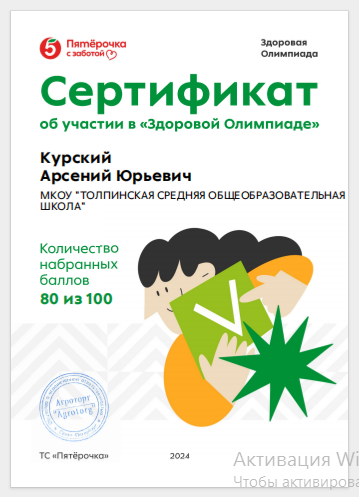 5 Пятёрочка
с заботой
Здоровая
Олимпиада
Сертификат
об участии в «Здоровой Олимпиаде»
Курский
Арсений Юрьевич
МКОУ "ТОЛПИНСКАЯ СРЕДНЯЯ ОБЩЕОБРАЗОВАТЕЛЬНАЯ
ШКОЛА"
Количество
набранных
баллов
80 из 100
Агроторг
"Agrotorg"
ТС «Пятёрочка»
2024
Активация Wi
Чтобы активирова